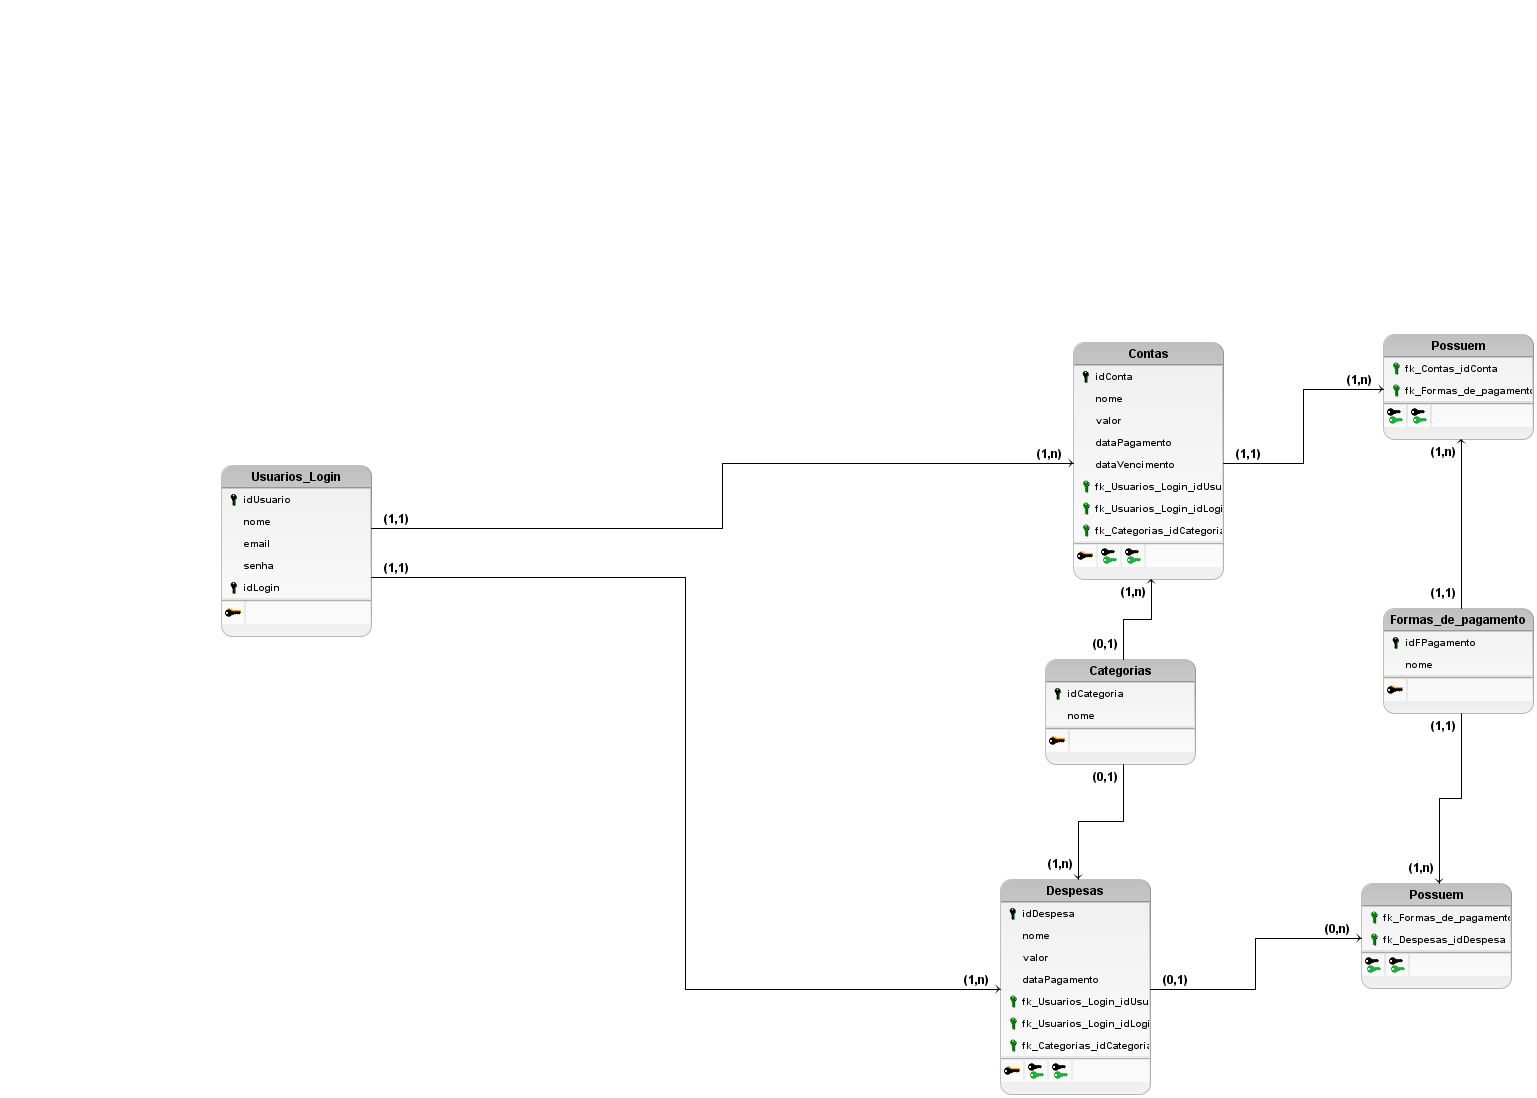 Usuarios_Login
idUsuario
nome
email
senha
idLogin
(1,1)
(1,1)
(1,n)
Contas
idConta
nome
valor
dataPagamento
dataVencimento
fk_Usuarios_Login_idUsu
fk_Usuarios_Login_idLogi
fk_Categorias_idCategoria
(1,1)
(1,n)
Possuem
fk_Contas_idConta
fk_Formas_de_pagamento
(1,n)
(1,1)
Formas_de_pagamento
idFPagamento
nome
(1,1)
(1,n)
(1,n)
(0,1)
Categorias
idCategoria
nome
(0,1)
(1,n)
(1,n)
Despesas
idDespesa
nome
valor
dataPagamento
fk_Usuarios_Login_idUsu
fk_Usuarios_Login_idLogi
fk_Categorias_idCategoria
(0,1)
(0,n)
Possuem
fk_Formas_de_pagamento
fk_Despesas_idDespesa